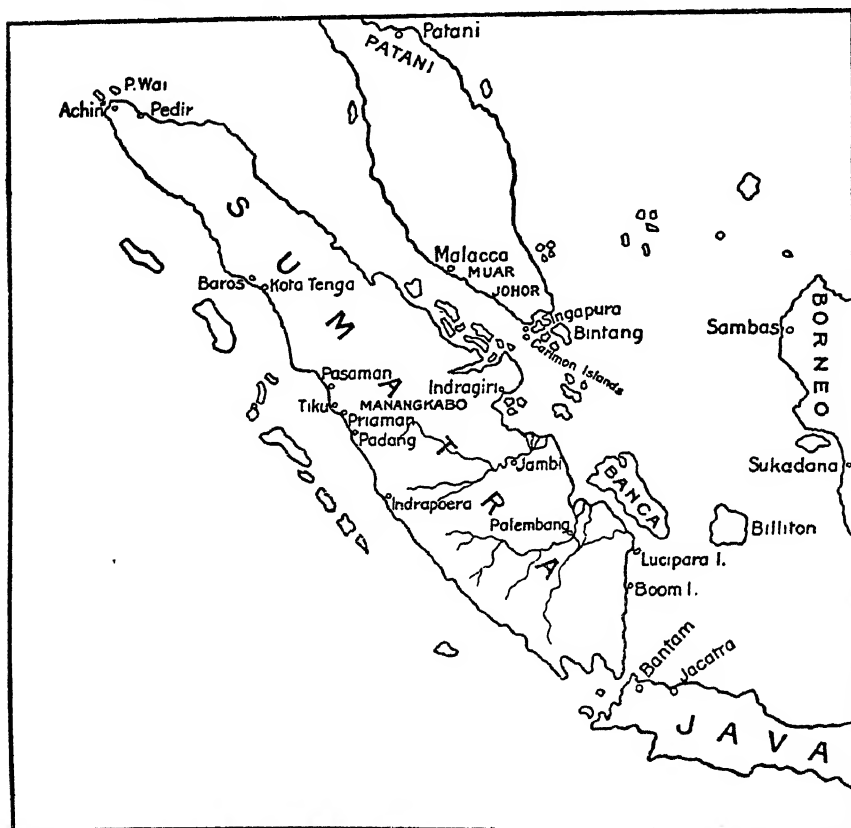 Patani
PATANI
P. Wai
Achin
Pedir
SUMATRA
Malacca
MUAR
JOHOR
Singapura
Bintang
Carimon Islands
Baros
Kota Tenga
BORNEO
Sambas
Pasaman
Indragiri
Tiku
MANANGKABO
Priaman
Padang
Jambi
Sukadana
BANCA
Indrapoera
Palembang
Billiton
Lucipara I.
Boom I.
Bantam
Jacatra
JAVA